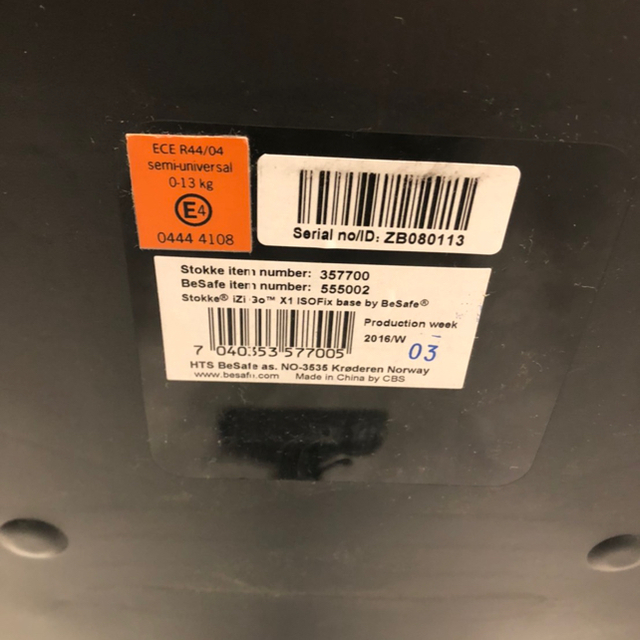 ECE R44/04
semi-universal
0-13 kg
E4
0444 4108
Serial no/ID: ZB080113
Stokke item number: 357700
BeSafe item number: 555002
Stokke® iZi Go™ X1 ISOFix base by BeSafe®
7 040353 577005
Production week
2016/W 03
HTS BeSafe as. NO-3535 Krøderen Norway
www.besafe.com Made in China by CBS